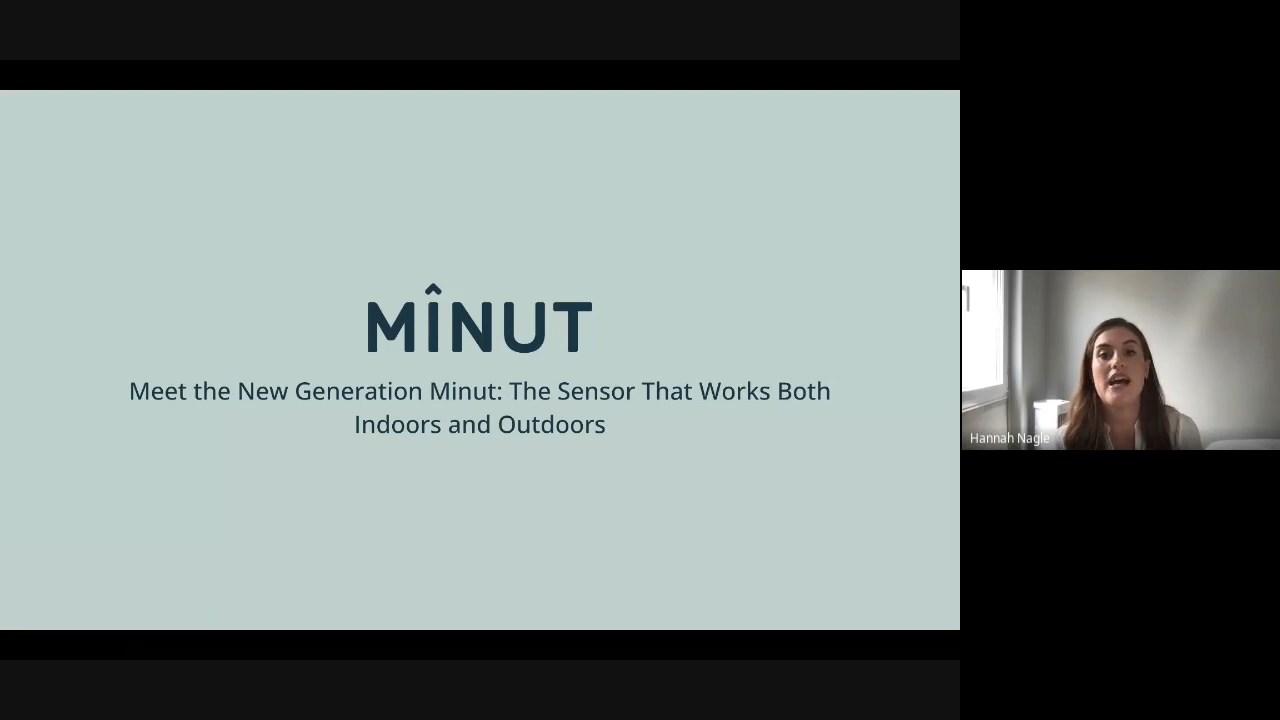 MÎNUT
Meet the New Generation Minut: The Sensor That Works Both
Indoors and Outdoors
Hannah Nagle